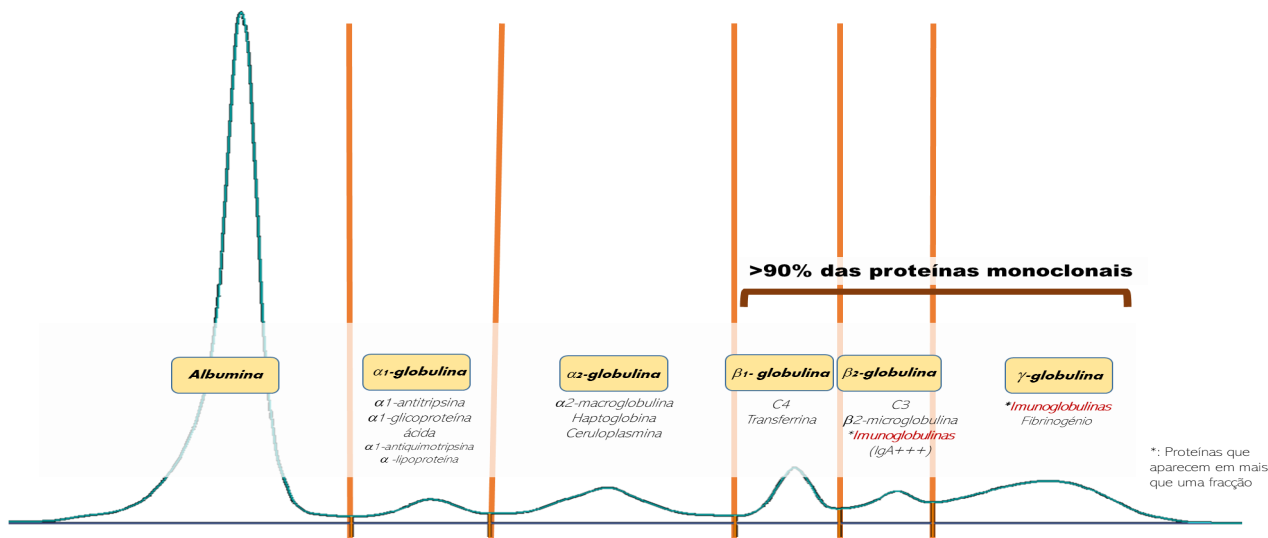 >90% das proteínas monoclonais
Albumina
α1-globulina
α1-antitripsina
α1-glicoproteína
ácida
α1-antiquimotripsina
α -lipoproteína
α2-globulina
α2-macroglobulina
Haptoglobina
Ceruloplasmina
β1- globulina
C4
Transferrina
β2-globulina
C3
β2-microglobulina
*Imunoglobulinas
(IgA+++)
γ-globulina
*Imunoglobulinas
Fibrinogénio
*: Proteínas que
aparecem em mais
que uma fracção